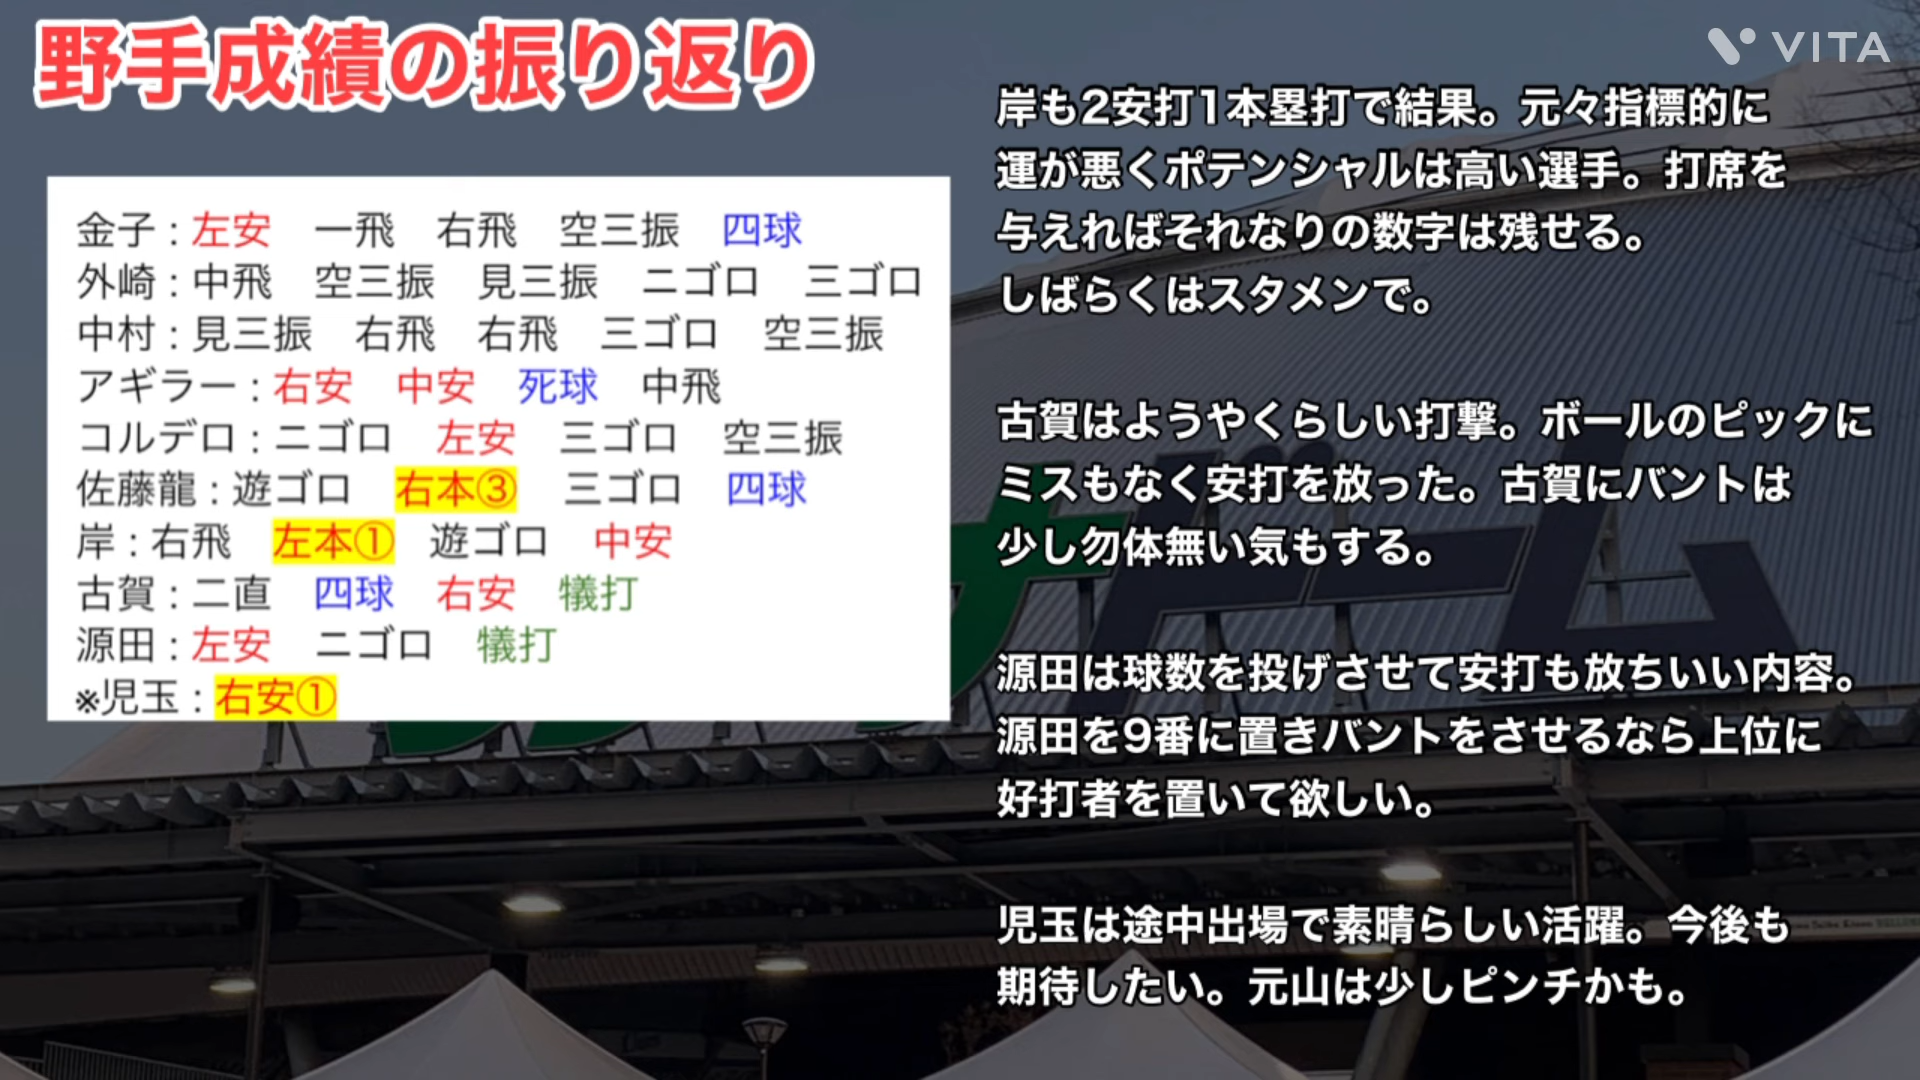 野手成績の振り返り
VITA
金子：左安　一飛　右飛　空三振　四球
外崎：中飛　空三振　見三振　ニゴロ　三ゴロ
中村：見三振　右飛　右飛　三ゴロ　空三振
アギラー：右安　中安　死球　中飛
コルデロ：ニゴロ　左安　三ゴロ　空三振
佐藤龍：遊ゴロ　右本③　三ゴロ　四球
岸：右飛　左本①　遊ゴロ　中安
古賀：二直　四球　右安　犠打
源田：左安　ニゴロ　犠打
※児玉：右安①
岸も2安打1本塁打で結果。元々指標的に
運が悪くポテンシャルは高い選手。打席を
与えればそれなりの数字は残せる。
しばらくはスタメンで。
古賀はようやくらしい打撃。ボールのピックに
ミスもなく安打を放った。古賀にバントは
少し勿体無い気もする。
源田は球数を投げさせて安打も放ちいい内容。
源田を9番に置きバントをさせるなら上位に
好打者を置いて欲しい。
児玉は途中出場で素晴らしい活躍。今後も
期待したい。元山は少しピンチかも。
ドーム